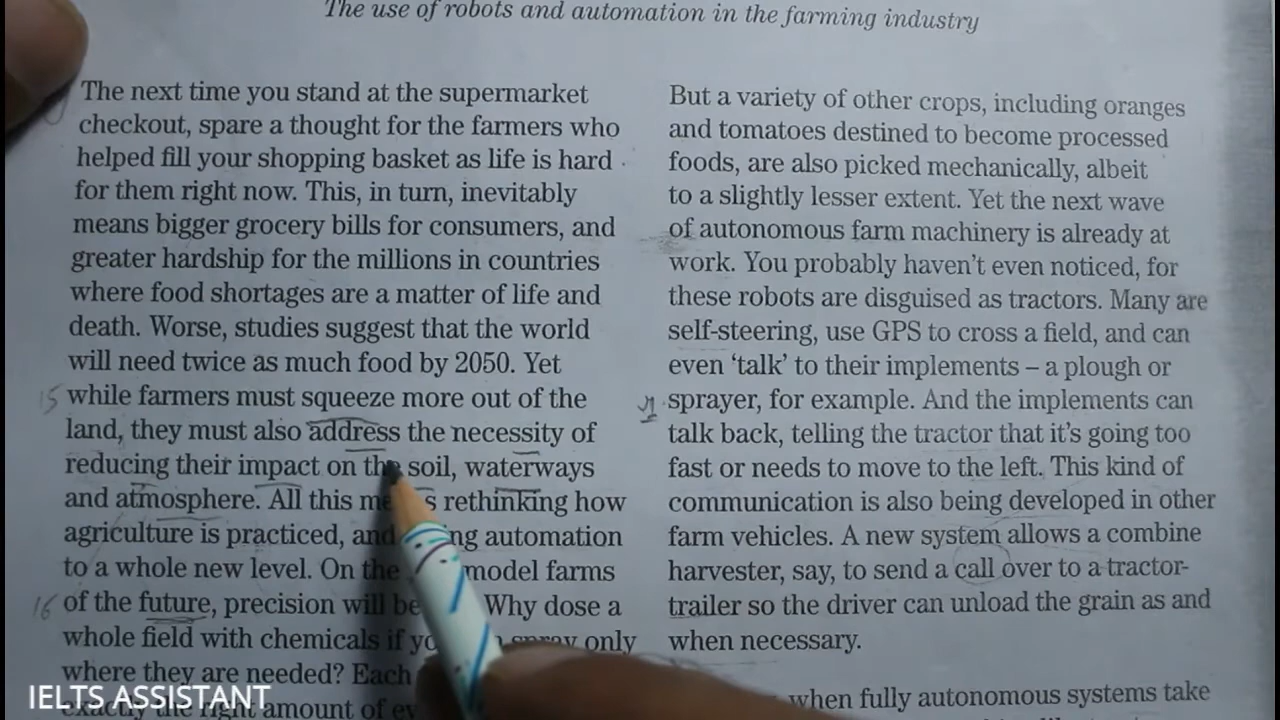 The use of robots and automation in the farming industry
The next time you stand at the supermarket
checkout, spare a thought for the farmers who
helped fill your shopping basket as life is hard
for them right now. This, in turn, inevitably
means bigger grocery bills for consumers, and
greater hardship for the millions in countries
where food shortages are a matter of life and
death. Worse, studies suggest that the world
will need twice as much food by 2050. Yet
15 while farmers must squeeze more out of the
land, they must also address the necessity of
reducing their impact on the soil, waterways
and atmosphere. All this rethinking how
agriculture is practiced, and automation
to a whole new level. On the model farms
16 of the future, precision will be Why dose a
whole field with chemicals if spray only
where they are needed? Each
exactly the right amount of
But a variety of other crops, including oranges
and tomatoes destined to become processed
foods, are also picked mechanically, albeit
to a slightly lesser extent. Yet the next wave
of autonomous farm machinery is already at
work. You probably haven't even noticed, for
these robots are disguised as tractors. Many are
self-steering, use GPS to cross a field, and can
even 'talk' to their implements – a plough or
sprayer, for example. And the implements can
talk back, telling the tractor that it's going too
fast or needs to move to the left. This kind of
communication is also being developed in other
farm vehicles. A new system allows a combine
harvester, say, to send a call over to a tractor-
trailer so the driver can unload the grain as and
when necessary.
when fully autonomous systems take
IELTS ASSISTANT